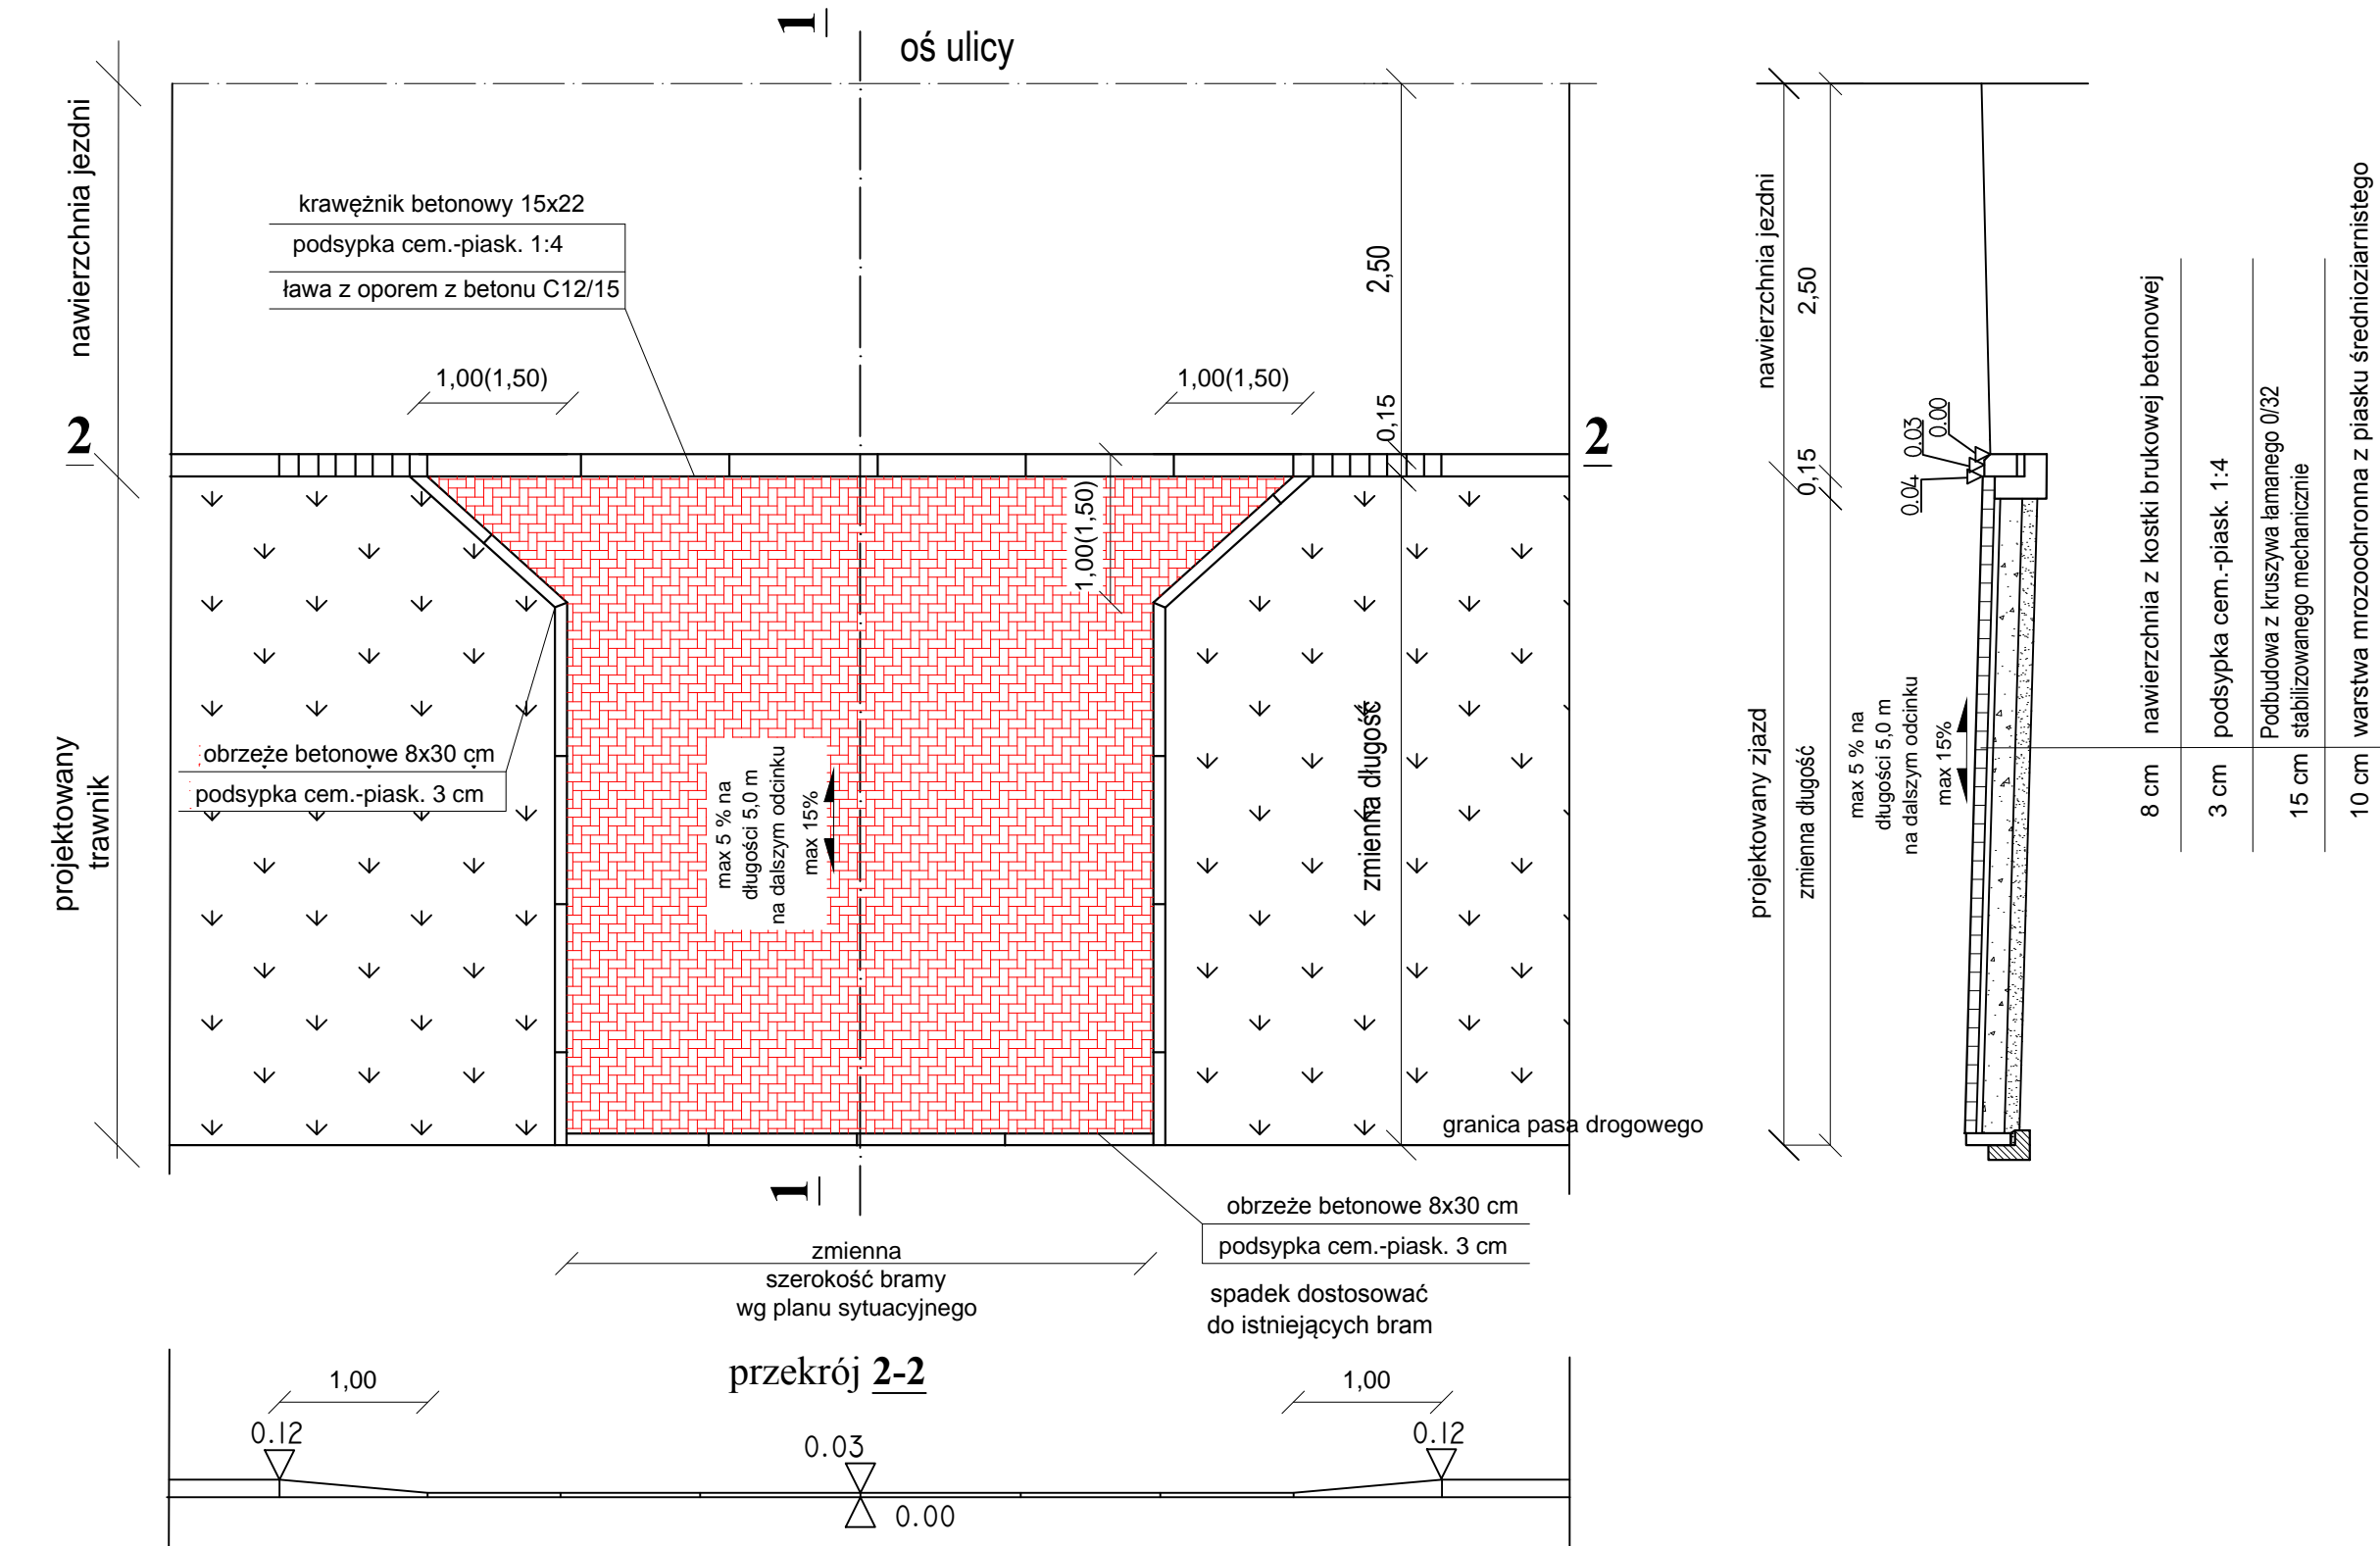 1
oś ulicy
nawierzchnia jezdni
krawężnik betonowy 15x22
podsypka cem.-piask. 1:4
ława z oporem z betonu C12/15
2,50
1,00(1,50)
1,00(1,50)
0,15
2
2
1,00(1,50)
projektowany
trawnik
obrzeże betonowe 8x30 cm
podsypka cem.-piask. 3 cm
max 5 % na
długości 5,0 m
na dalszym odcinku
max 15%
zmienna długość
granica pasa drogowego
1
obrzeże betonowe 8x30 cm
podsypka cem.-piask. 3 cm
zmienna
szerokość bramy
wg planu sytuacyjnego
spadek dostosować
do istniejących bram
przekrój 2-2
1,00
1,00
0.12
0.03
0.12
0.00
nawierzchnia jezdni
2,50
0,15
0.04
0.03
0.00
projektowany zjazd
zmienna długość
max 5 % na
długości 5,0 m
na dalszym odcinku
max 15%
8 cm nawierzchnia z kostki brukowej betonowej
3 cm podsypka cem.-piask. 1:4
Podbudowa z kruszywa łamanego 0/32
15 cm stabilizowanego mechanicznie
10 cm warstwa mrozoochronna z piasku średnioziarnistego